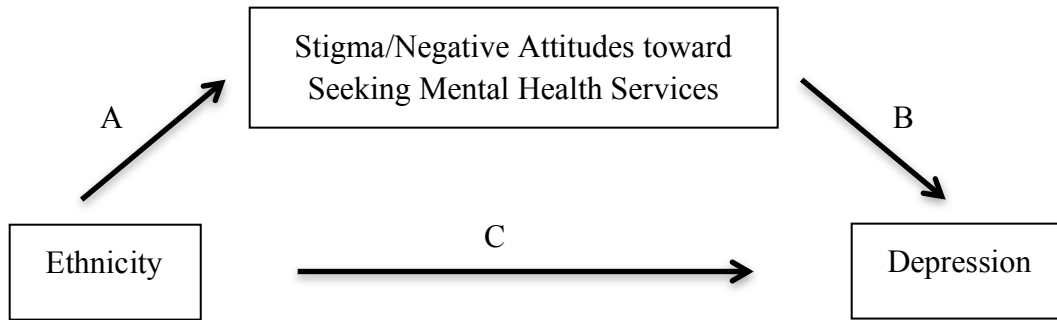 Stigma/Negative Attitudes toward
Seeking Mental Health Services
A
B
C
Ethnicity
Depression